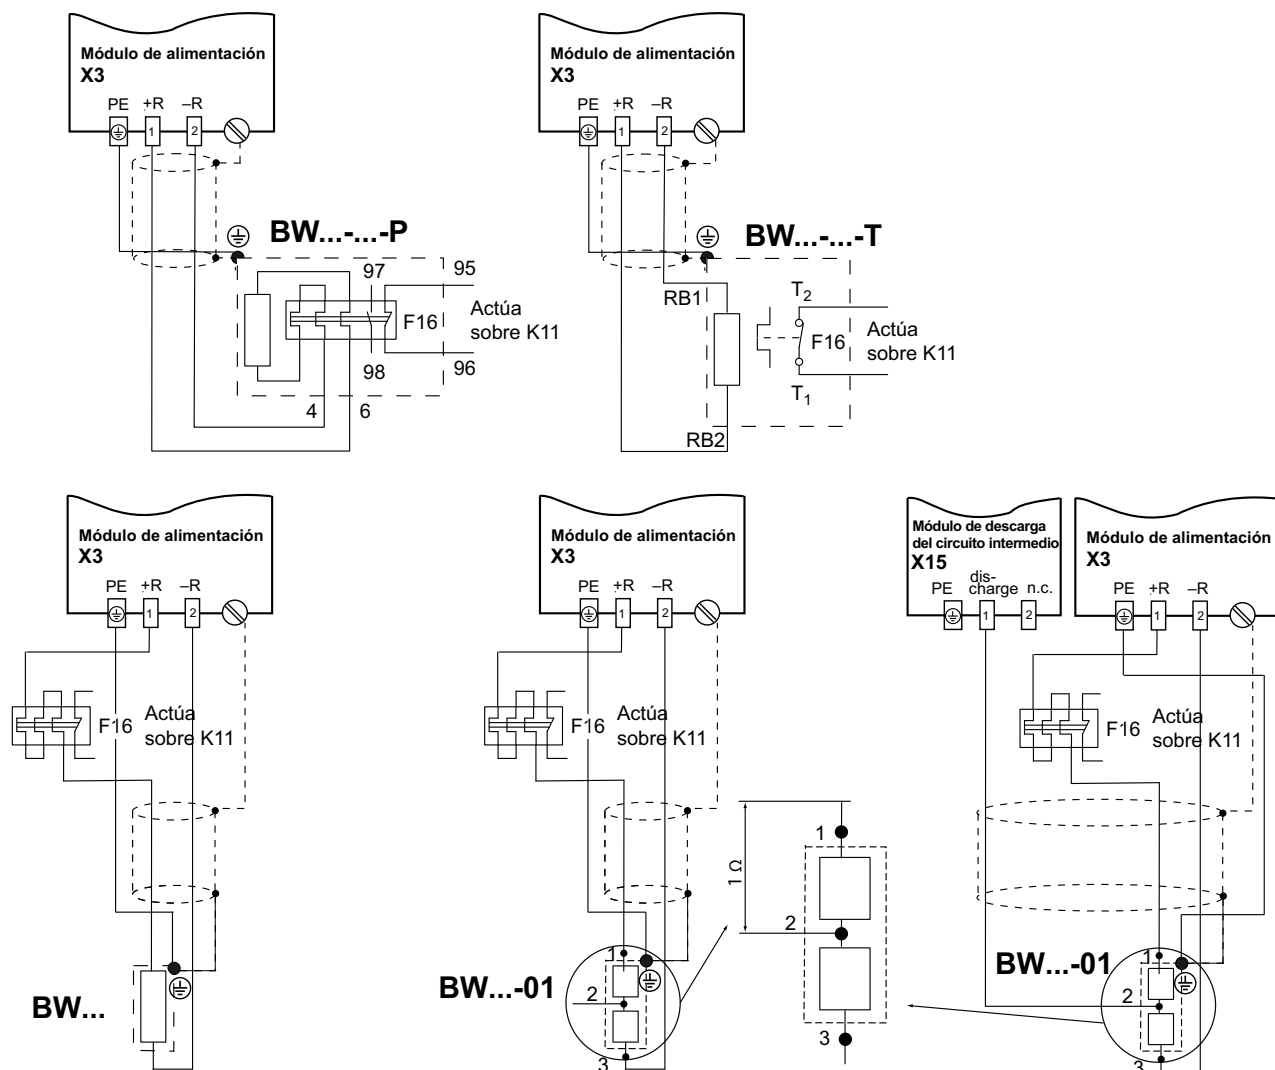 Módulo de alimentación
X3
PE +R –R
1 2
BW...-...-P
97 95
F16
Actúa
sobre K11
98 96
4 6
Módulo de alimentación
X3
PE +R –R
1 2
BW...-...-T
RB1
T2
F16
Actúa
sobre K11
T1
RB2
Módulo de alimentación
X3
PE +R –R
1 2
F16
Actúa
sobre K11
BW...
Módulo de alimentación
X3
PE +R –R
1 2
F16
Actúa
sobre K11
BW...-01
1
2
3
1 Ω
1
2
3
Módulo de descarga
del circuito intermedio
X15
PE
dis-
charge n.c.
1 2
Módulo de alimentación
X3
PE +R –R
1 2
F16
Actúa
sobre K11
BW...-01
1
2
3